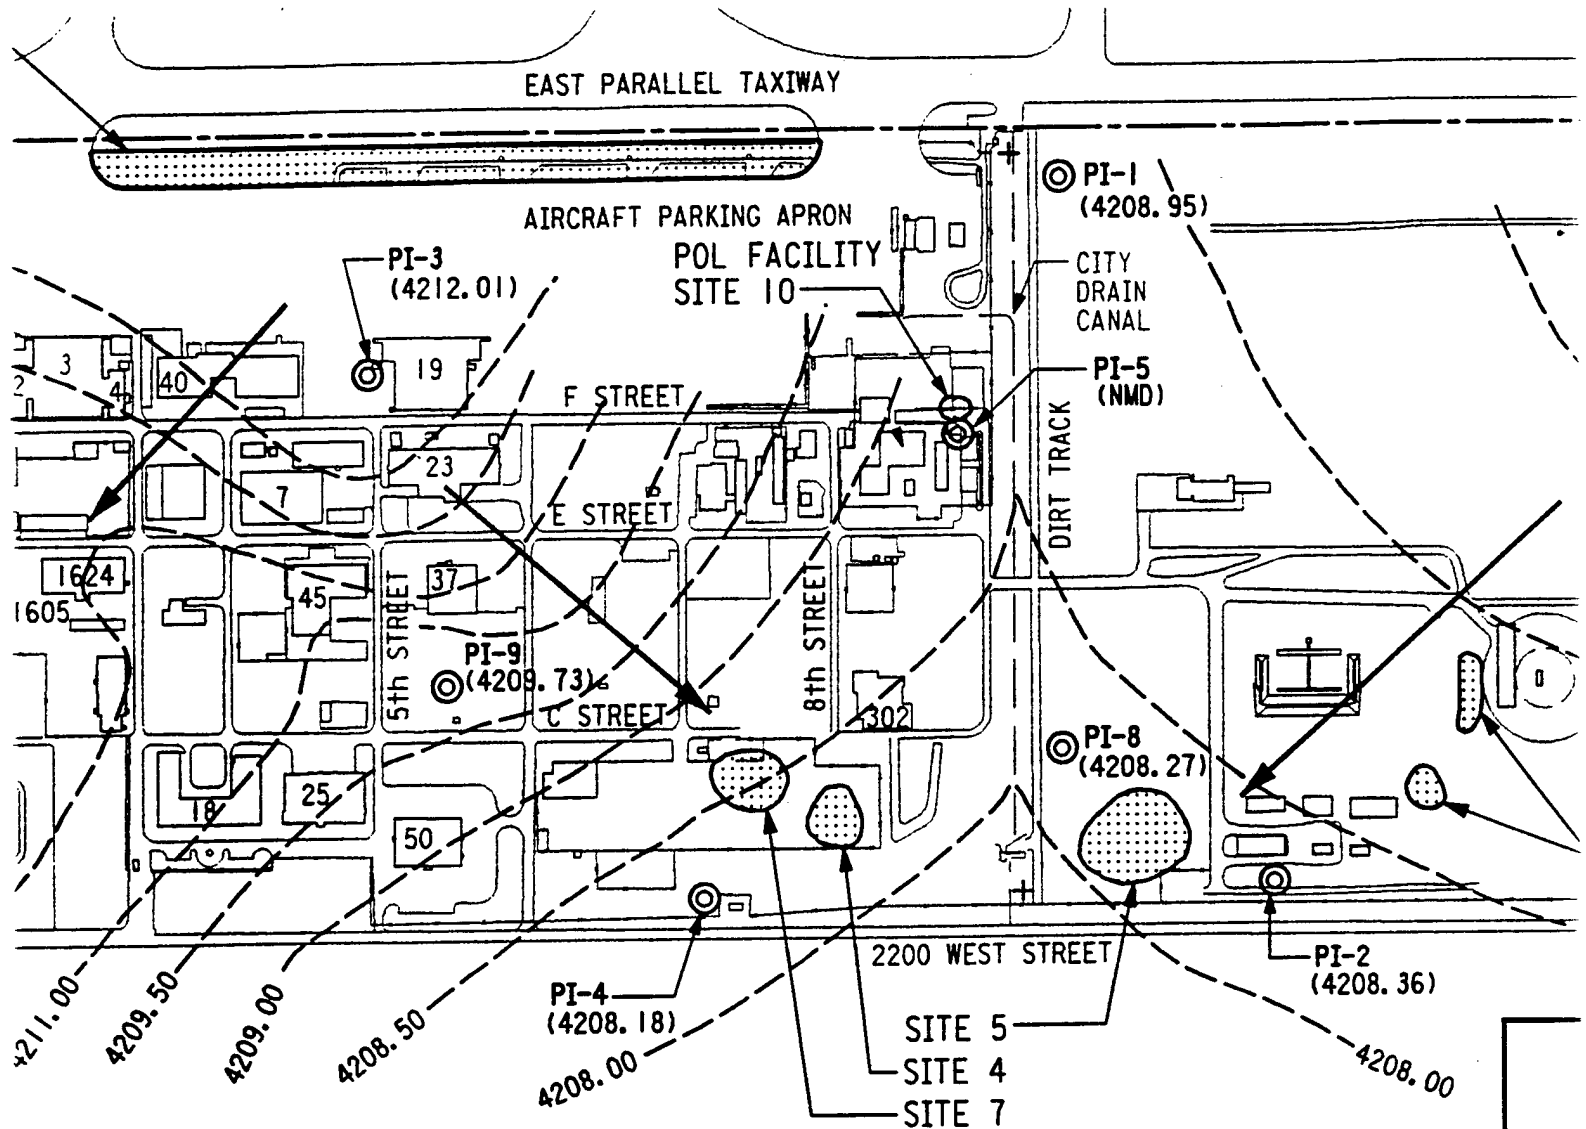 EAST PARALLEL TAXIWAY
PI-1
(4208.95)
AIRCRAFT PARKING APRON
POL FACILITY
SITE 10
PI-3
(4212.01)
CITY
DRAIN
CANAL
3
2
4
40
19
PI-5
(NMD)
F STREET
DIRT TRACK
23
7
E STREET
1624
1605
45
5th STREET
37
8th STREET
PI-9
(4209.73)
C STREET
302
PI-8
(4208.27)
18
25
50
2200 WEST STREET
PI-2
(4208.36)
PI-4
(4208.18)
4211.00
4209.50
4209.00
4208.50
4208.00
SITE 5
SITE 4
SITE 7
4208.00